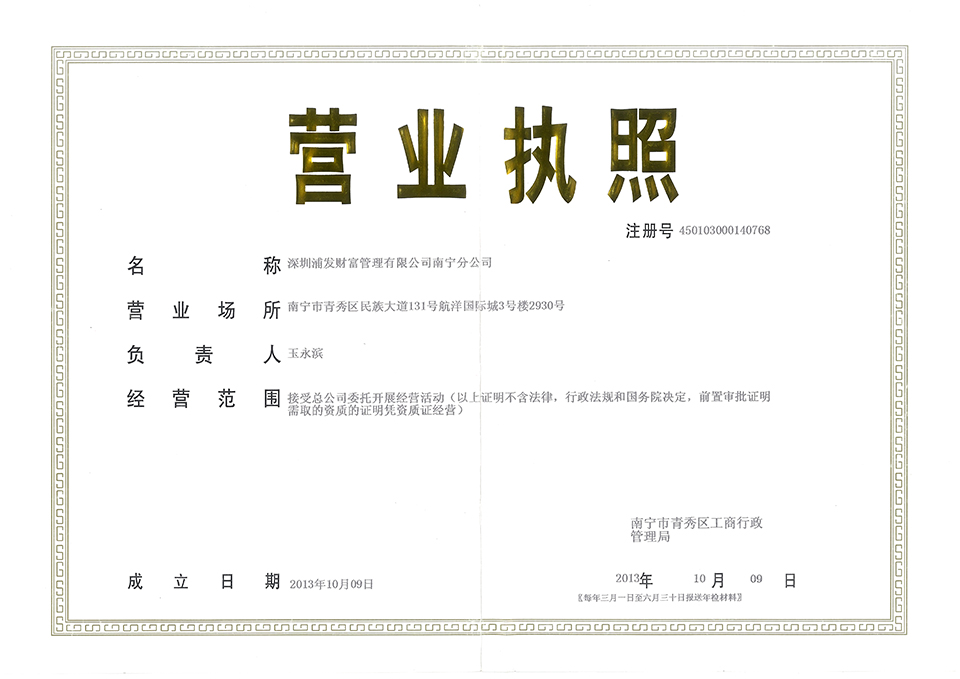 营业执照
注册号 450103000140768
名称 深圳浦发财富管理有限公司南宁分公司
营业场所 南宁市青秀区民族大道131号航洋国际城3号楼2930号
负责人 玉永滨
经营范围 接受总公司委托开展经营活动（以上证明不含法律，行政法规和国务院决定，前置审批证明
需取的资质的证明凭资质证经营）
南宁市青秀区工商行政
管理局
成立日期 2013年10月09日
2013年 10月 09日
〖每年三月一日至六月三十日报送年检材料〗